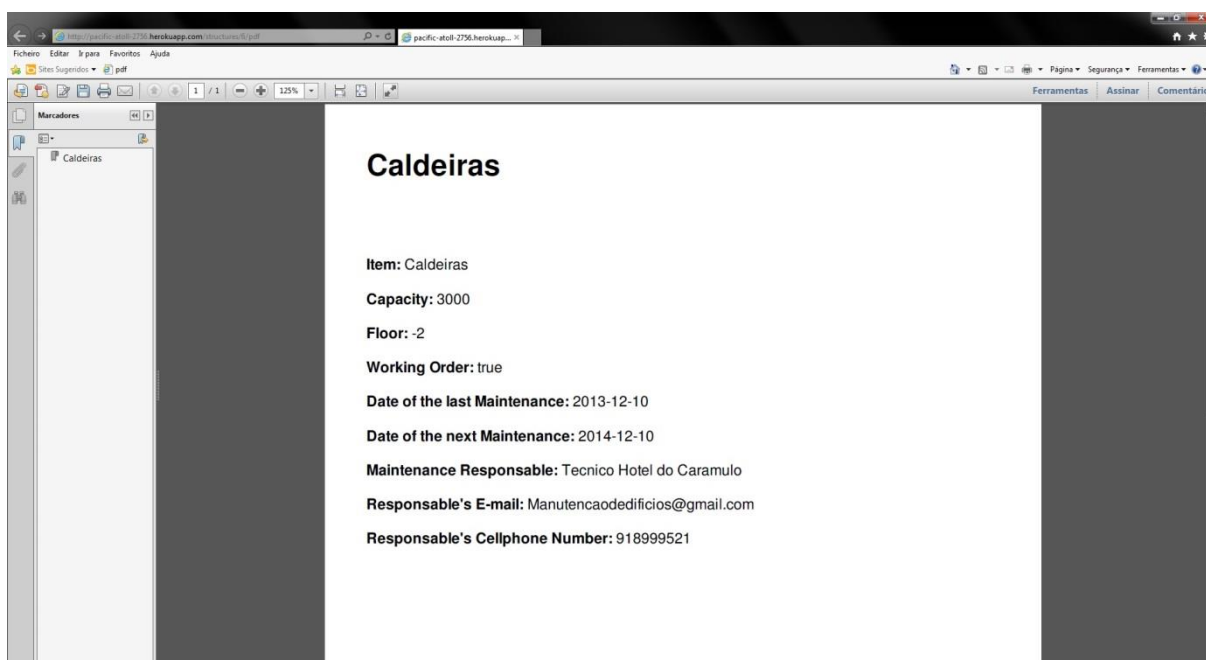 http://pacific-atoll-2756.herokuapp.com/structures/6/pdf
pacific-atoll-2756.herokuap...
Ficheiro Editar Ir para Favoritos Ajuda
Sites Sugeridos pdf
Página Segurança Ferramentas
1 / 1 125%
Ferramentas Assinar Comentário
Marcadores
Caldeiras
Caldeiras
Item: Caldeiras
Capacity: 3000
Floor: -2
Working Order: true
Date of the last Maintenance: 2013-12-10
Date of the next Maintenance: 2014-12-10
Maintenance Responsable: Tecnico Hotel do Caramulo
Responsable's E-mail: Manutencaodedificios@gmail.com
Responsable's Cellphone Number: 918999521